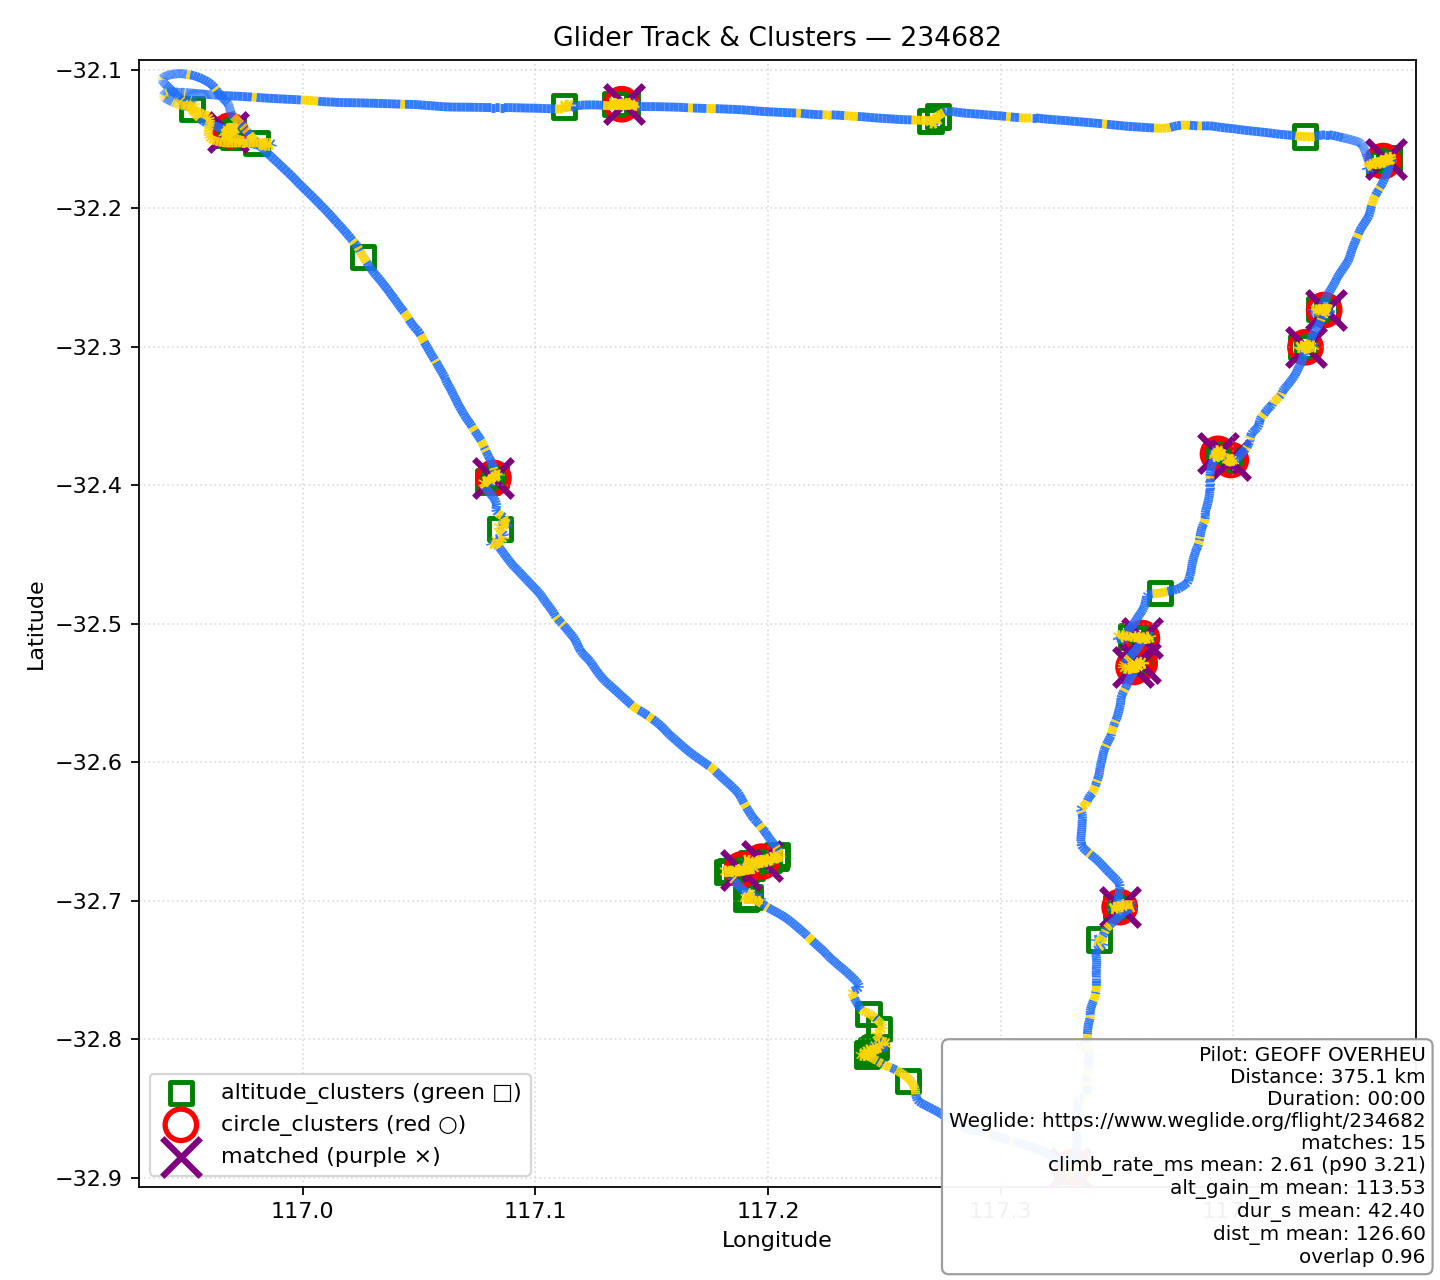 Glider Track & Clusters — 234682
−32.1
−32.2
−32.3
−32.4
−32.5
−32.6
−32.7
−32.8
−32.9
Latitude
altitude_clusters (green □)
circle_clusters (red ○)
matched (purple ×)
Pilot: GEOFF OVERHEU
Distance: 375.1 km
Duration: 00:00
Weglide: https://www.weglide.org/flight/234682
matches: 15
climb_rate_ms mean: 2.61 (p90 3.21)
alt_gain_m mean: 113.53
dur_s mean: 42.40
dist_m mean: 126.60
overlap 0.96
117.0 117.1 117.2 117.3
Longitude